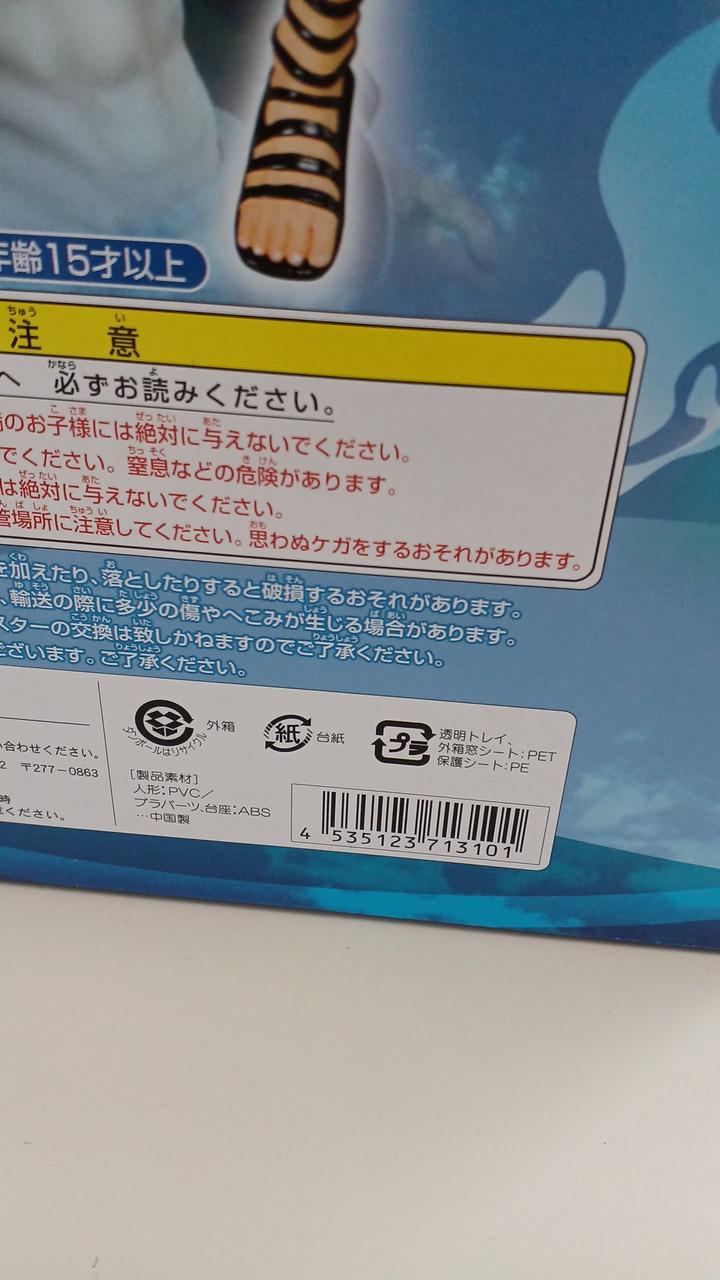 年齢15才以上
注意
へ 必ずお読みください。
のお子様には絶対に与えないでください。
でください。窒息などの危険があります。
は絶対に与えないでください。
管場所に注意してください。思わぬケガをするおそれがあります。
を加えたり、落としたりすると破損するおそれがあります。
、輸送の際に多少の傷やへこみが生じる場合があります。
スターの交換は致しかねますのでご了承ください。
ございます。ご了承ください。
い合わせください。
2 〒277-0863
時
ください。
ダンボールはリサイクル
外箱
紙
台紙
プラ
透明トレイ、
外箱窓シート:PET
保護シート:PE
[製品素材]
人形:PVC/
プラパーツ、台座:ABS
…中国製
4 535123 713101